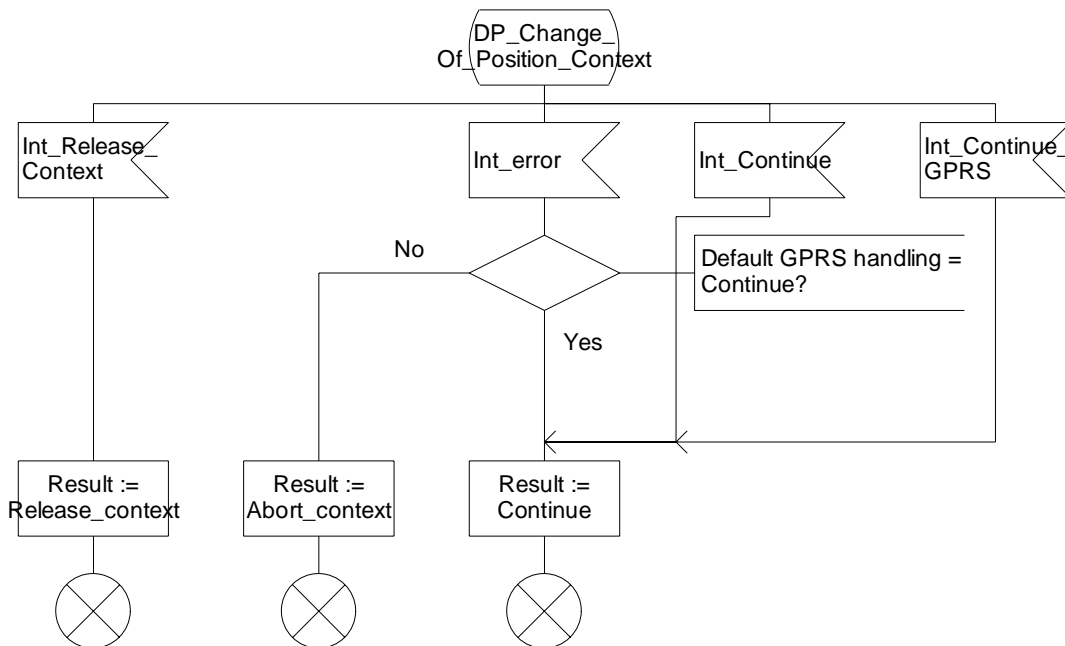 DP_Change_
Of_Position_Context
Int_Release_
Context
Int_error
Int_Continue
Int_Continue_
GPRS
No
Default GPRS handling =
Continue?
Yes
Result :=
Release_context
Result :=
Abort_context
Result :=
Continue